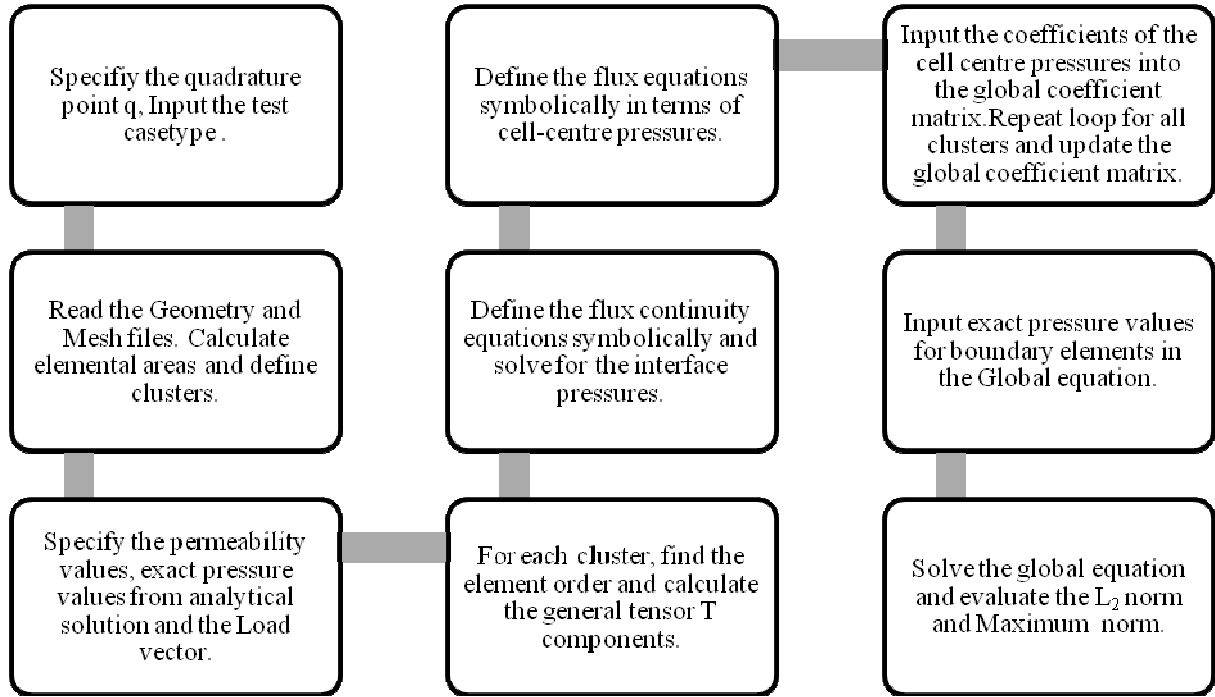 Specifiy the quadrature
point q, Input the test
casetype .
Read the Geometry and
Mesh files. Calculate
elemental areas and define
clusters.
Specify the permeability
values, exact pressure
values from analytical
solution and the Load
vector.
For each cluster, find the
element order and calculate
the general tensor T
components.
Define the flux continuity
equations symbolically and
solve for the interface
pressures.
Define the flux equations
symbolically in terms of
cell-centre pressures.
Input the coefficients of the
cell centre pressures into
the global coefficient
matrix.Repeat loop for all
clusters and update the
global coefficient matrix.
Input exact pressure values
for boundary elements in
the Global equation.
Solve the global equation
and evaluate the L₂ norm
and Maximum norm.